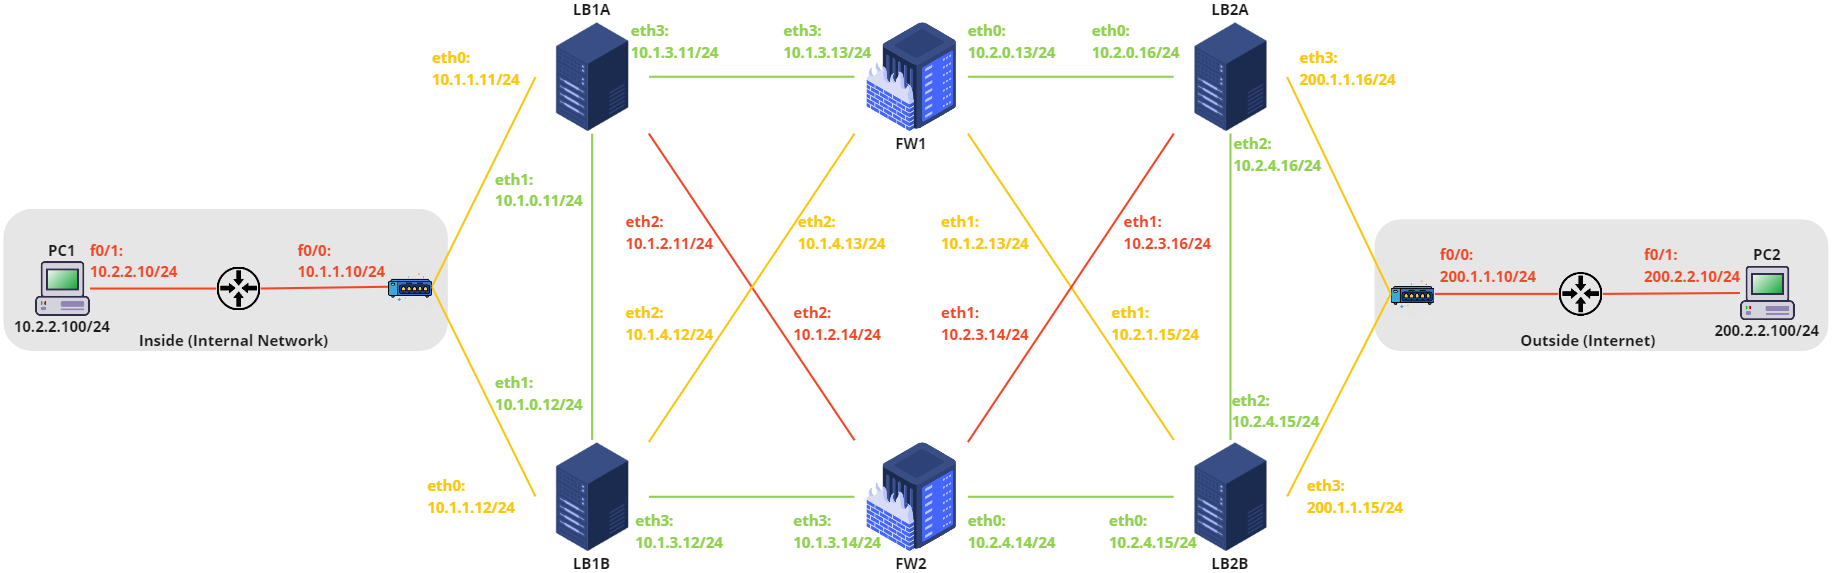 LB1A
LB2A
eth3:
10.1.3.11/24
eth3:
10.1.3.13/24
eth0:
10.2.0.13/24
eth0:
10.2.0.16/24
eth0:
10.1.1.11/24
eth3:
200.1.1.16/24
FW1
eth2:
10.2.4.16/24
eth1:
10.1.0.11/24
eth2:
10.1.2.11/24
eth2:
10.1.4.13/24
eth1:
10.1.2.13/24
eth1:
10.2.3.16/24
PC1
f0/1:
10.2.2.10/24
f0/0:
10.1.1.10/24
10.2.2.100/24
Inside (Internal Network)
f0/0:
200.1.1.10/24
f0/1:
200.2.2.10/24
PC2
200.2.2.100/24
Outside (Internet)
eth2:
10.1.4.12/24
eth2:
10.1.2.14/24
eth1:
10.2.3.14/24
eth1:
10.2.1.15/24
eth1:
10.1.0.12/24
eth2:
10.2.4.15/24
eth0:
10.1.1.12/24
eth3:
200.1.1.15/24
eth3:
10.1.3.12/24
eth3:
10.1.3.14/24
eth0:
10.2.4.14/24
eth0:
10.2.4.15/24
LB1B
FW2
LB2B